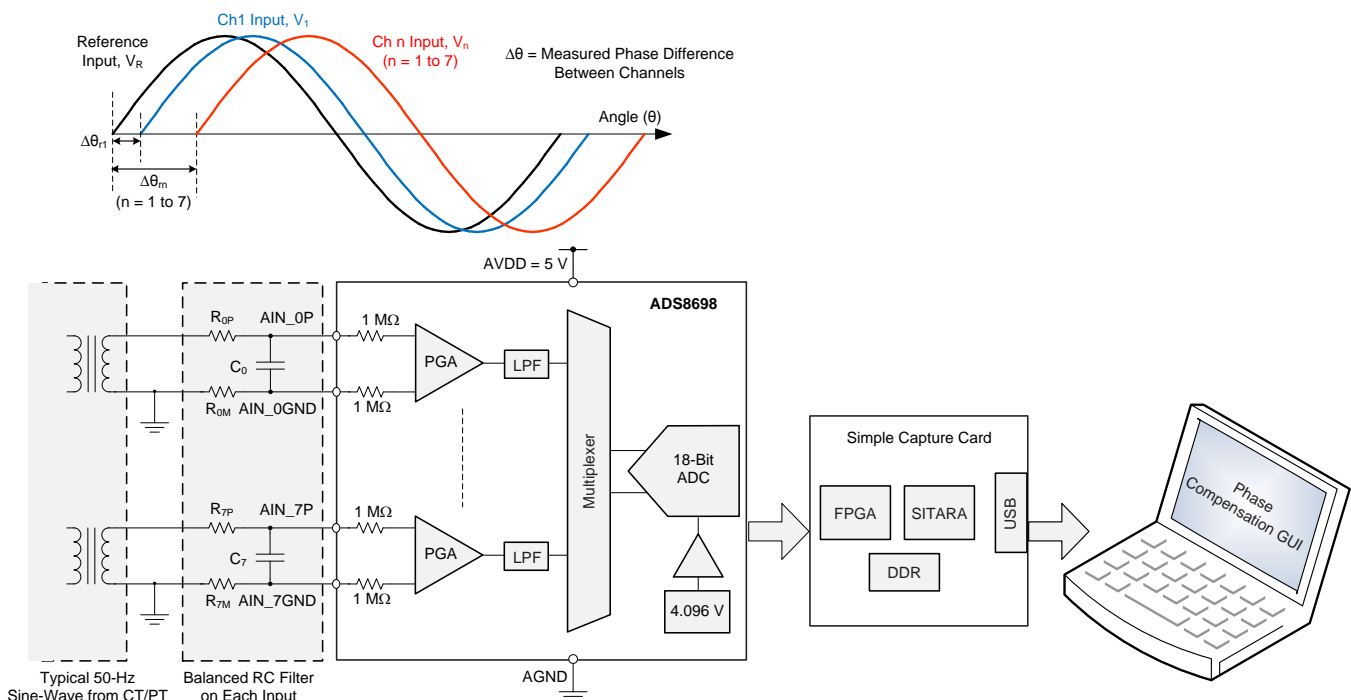 Ch1 Input, V1
Reference
Input, VR
Ch n Input, Vn
(n = 1 to 7)
Δθ = Measured Phase Difference
Between Channels
Angle (θ)
Δθr1
Δθrn
(n = 1 to 7)
AVDD = 5 V
ADS8698
R0P
AIN_0P
1 MΩ
C0
PGA
LPF
R0M
AIN_0GND
1 MΩ
Multiplexer
18-Bit
ADC
R7P
AIN_7P
1 MΩ
C7
PGA
LPF
R7M
AIN_7GND
1 MΩ
4.096 V
AGND
Simple Capture Card
FPGA
SITARA
USB
DDR
Phase
Compensation GUI
Typical 50-Hz
Sine-Wave from CT/PT
Balanced RC Filter
on Each Input